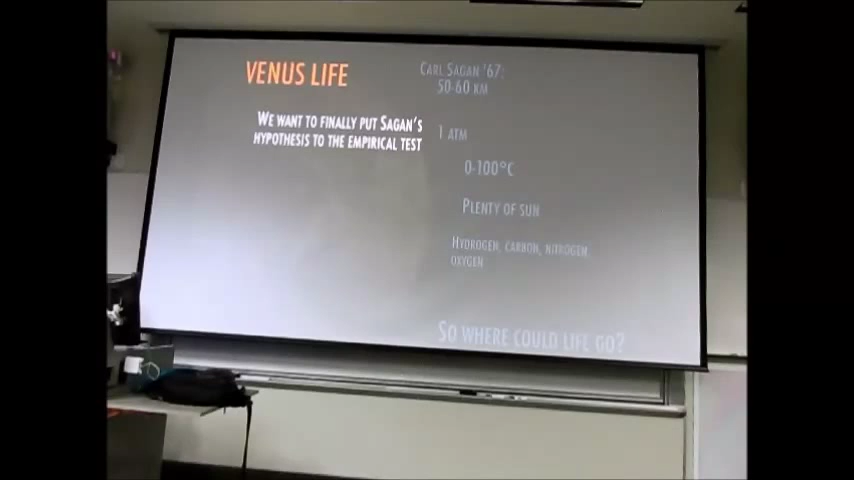 VENUS LIFE
WE WANT TO FINALLY PUT SAGAN'S
HYPOTHESIS TO THE EMPIRICAL TEST
CARL SAGAN '67:
50-60 KM
1 ATM
0-100°C
PLENTY OF SUN
HYDROGEN, CARBON, NITROGEN,
OXYGEN
SO WHERE COULD LIFE GO?